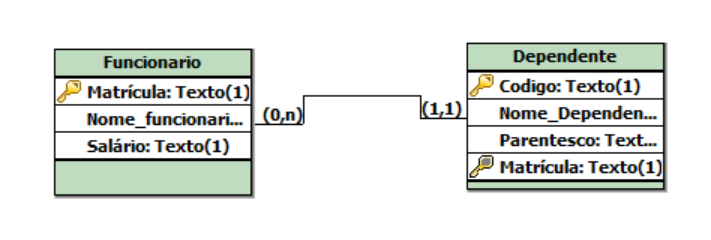 Funcionario
Matrícula: Texto(1)
Nome_funcionari...
Salário: Texto(1)
(0,n)
(1,1)
Dependente
Codigo: Texto(1)
Nome_Dependen...
Parentesco: Text...
Matrícula: Texto(1)